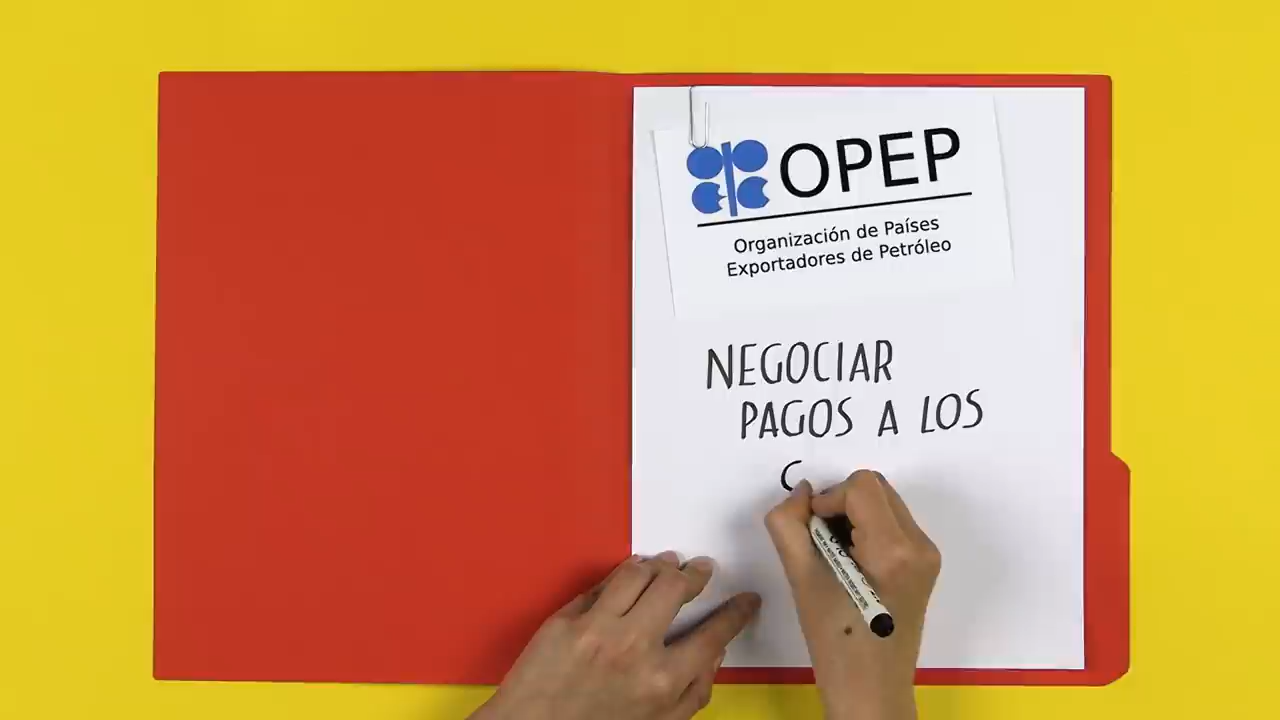 OPEP
Organización de Países
Exportadores de Petróleo
NEGOCIAR
PAGOS A LOS